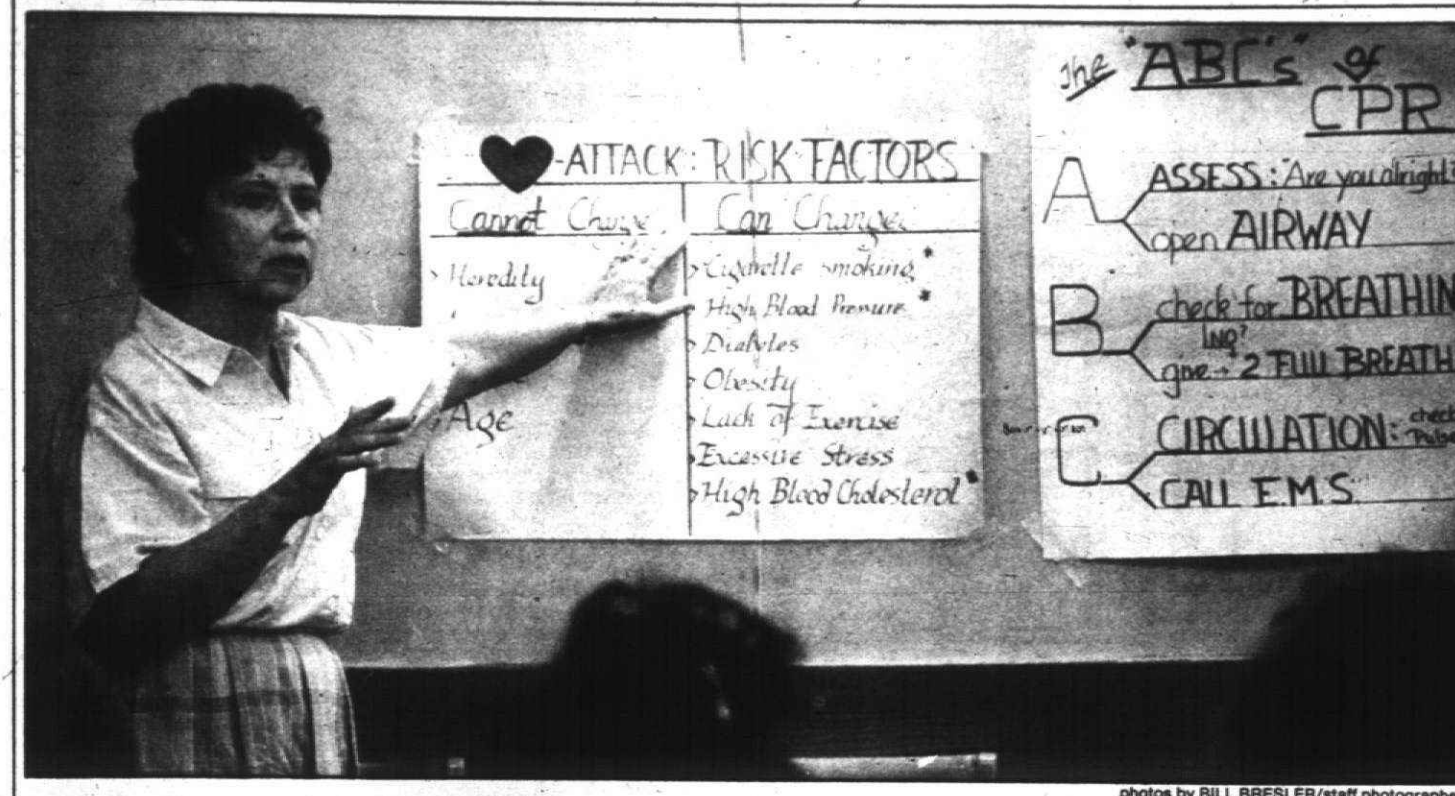 ♥-ATTACK: RISK FACTORS
Cannot Change
Can Change
Heredity
Age
Cigarette smoking*
High Blood Pressure*
Diabetes
Obesity
Lack of Exercise
Excessive Stress
High Blood Cholesterol*
The "ABC's" of
CPR
A
ASSESS: "Are you alright?
open AIRWAY
B
check for BREATHIN
NO?
give → 2 FULL BREATH
C
CIRCULATION: check
CALL E.M.S.
photos by BILL BRESLER/staff photographe